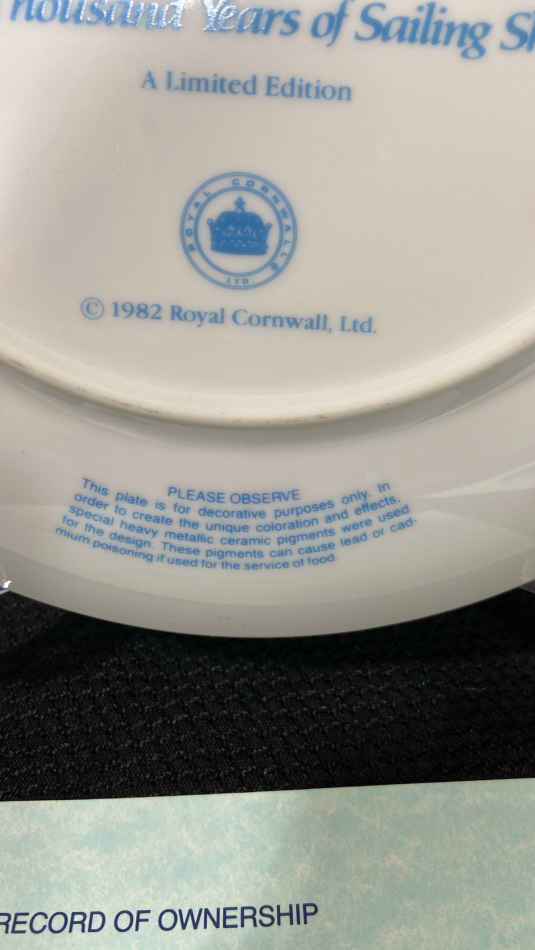 housand Years of Sailing Sh
A Limited Edition
ROYAL CORNWALL
LTD.
© 1982 Royal Cornwall, Ltd.
PLEASE OBSERVE
This plate is for decorative purposes only. In
order to create the unique coloration and effects,
special heavy metallic ceramic pigments were used
for the design. These pigments can cause lead or cad-
mium poisoning if used for the service of food.
RECORD OF OWNERSHIP